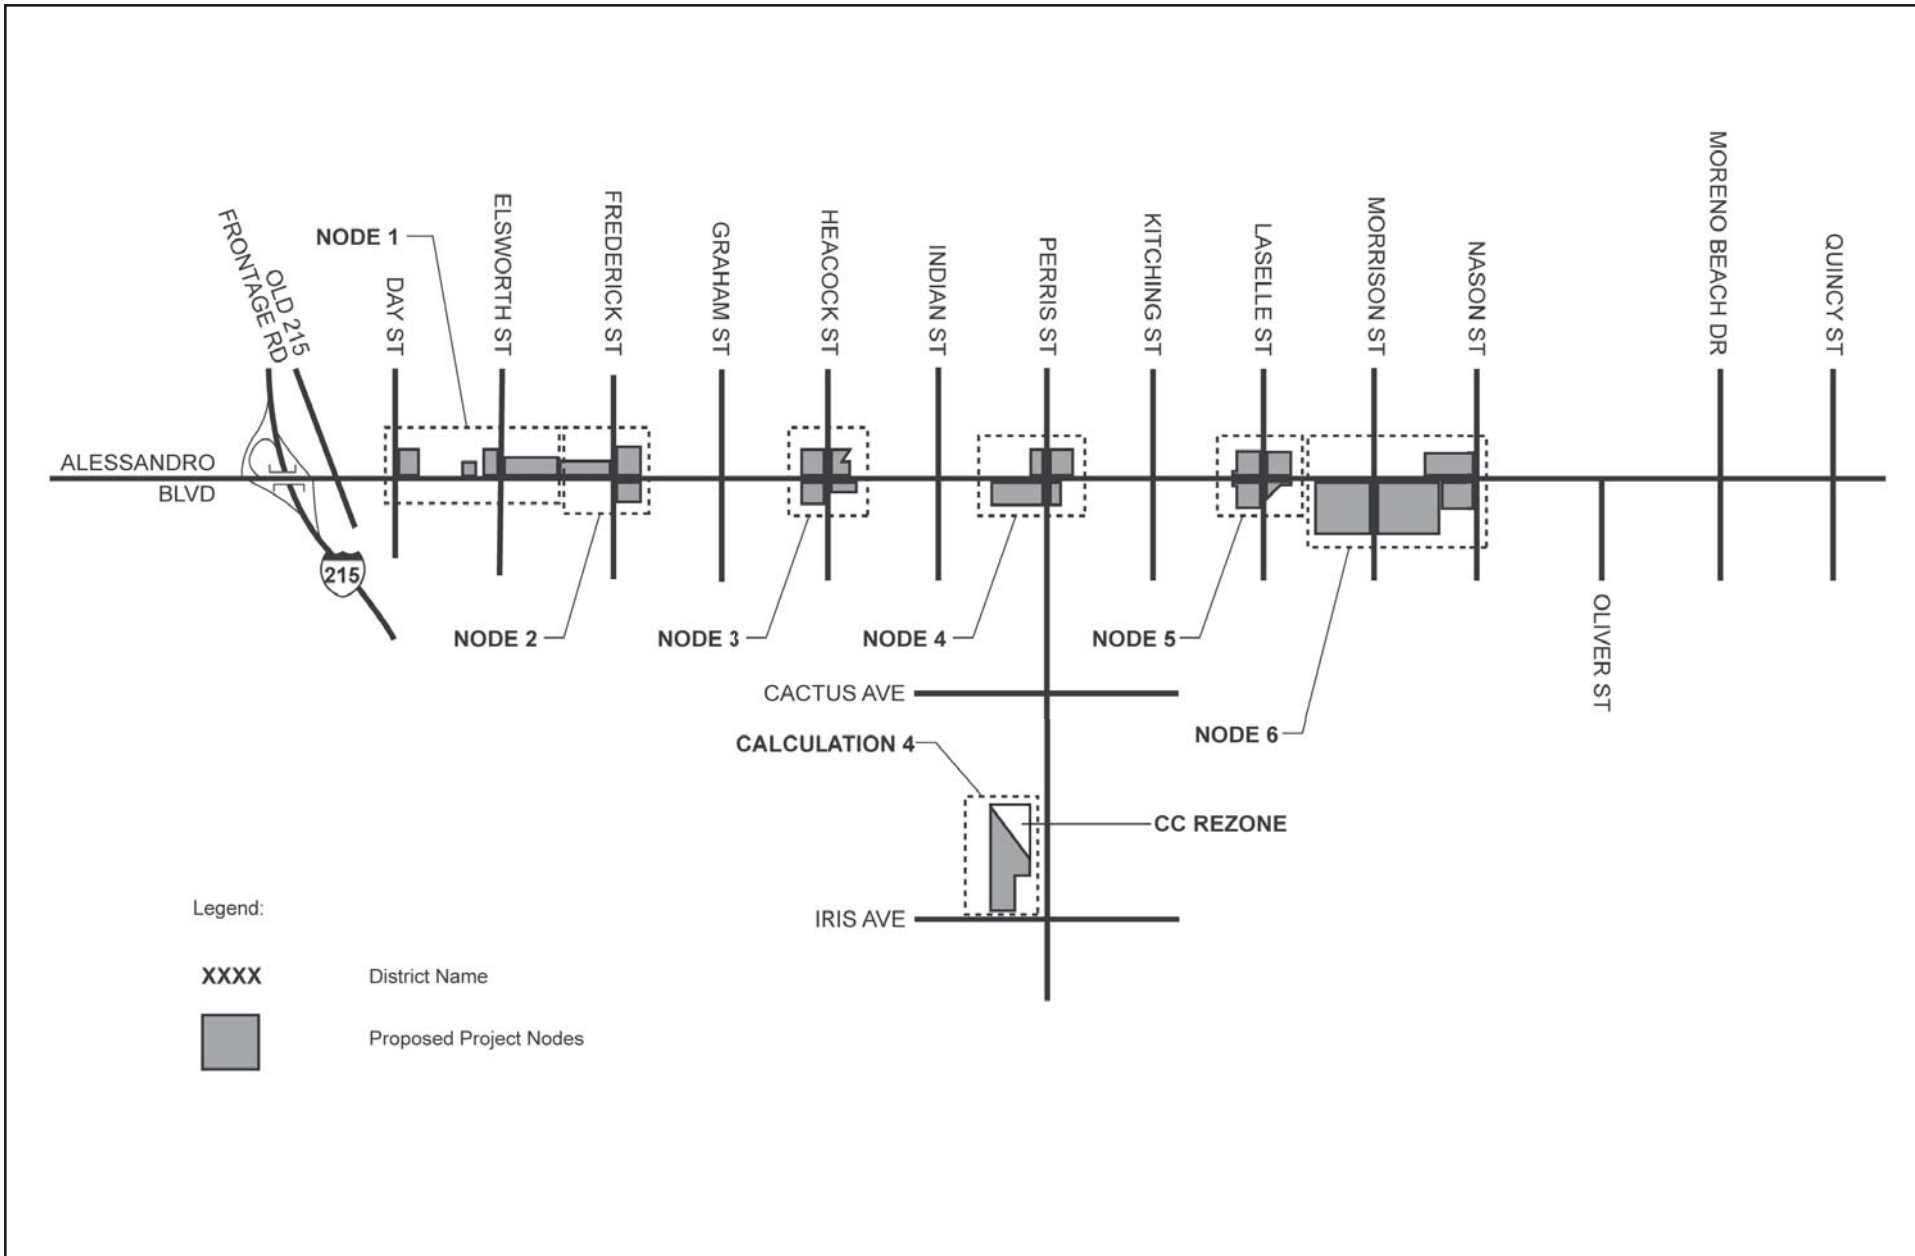 MORENO BEACH DR
FREDERICK ST
ELSWORTH ST
MORRISON ST
FRONTAGE RD
HEACOCK ST
KITCHING ST
GRAHAM ST
LASELLE ST
NODE 1
QUINCY ST
PERRIS ST
NASON ST
INDIAN ST
OLD 215
DAY ST
ALESSANDRO
BLVD
215
OLIVER ST
NODE 2
NODE 3
NODE 4
NODE 5
CACTUS AVE
NODE 6
CALCULATION 4
CC REZONE
IRIS AVE
Legend:
XXXX District Name
Proposed Project Nodes